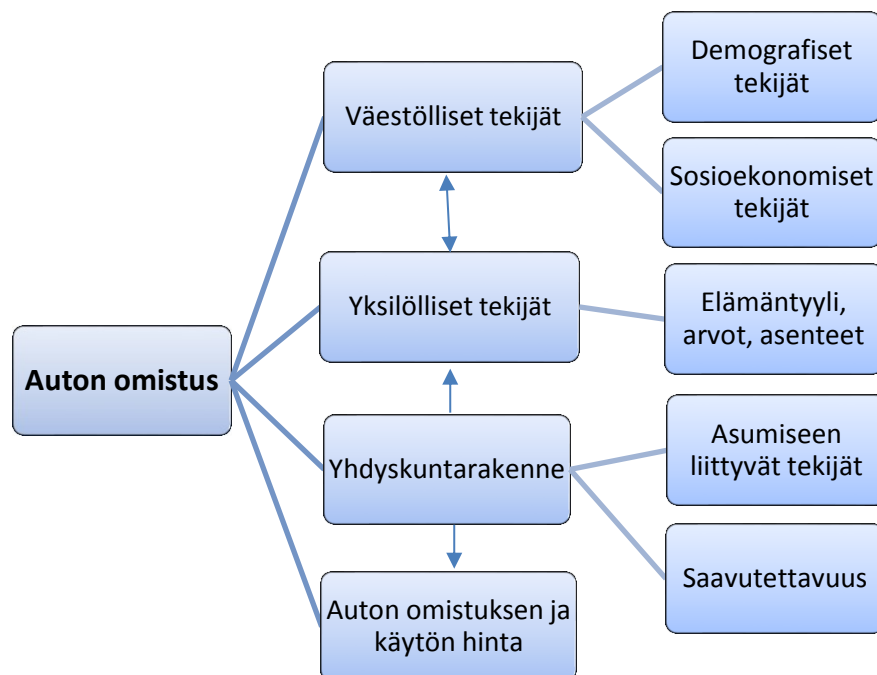 Auton omistus
Väestölliset tekijät
Demografiset
tekijät
Sosioekonomiset
tekijät
Yksilölliset tekijät
Elämäntyyli,
arvot, asenteet
Yhdyskuntarakenne
Asumiseen
liittyvät tekijät
Saavutettavuus
Auton omistuksen ja
käytön hinta